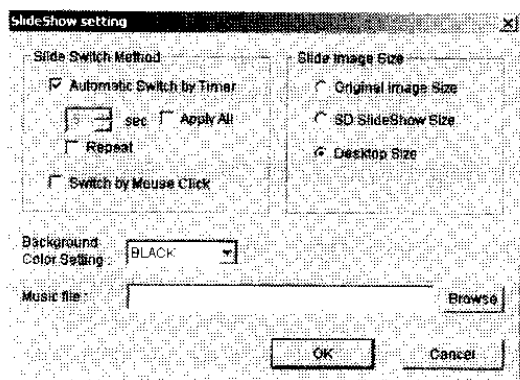 SlideShow setting
Slide Switch Method
Automatic Switch by Timer
5 sec Apply All
Repeat
Switch by Mouse Click
Slide Image Size
Original Image Size
SD SlideShow Size
Desktop Size
Background
Color Setting :
BLACK
Music file :
Browse
OK
Cancel